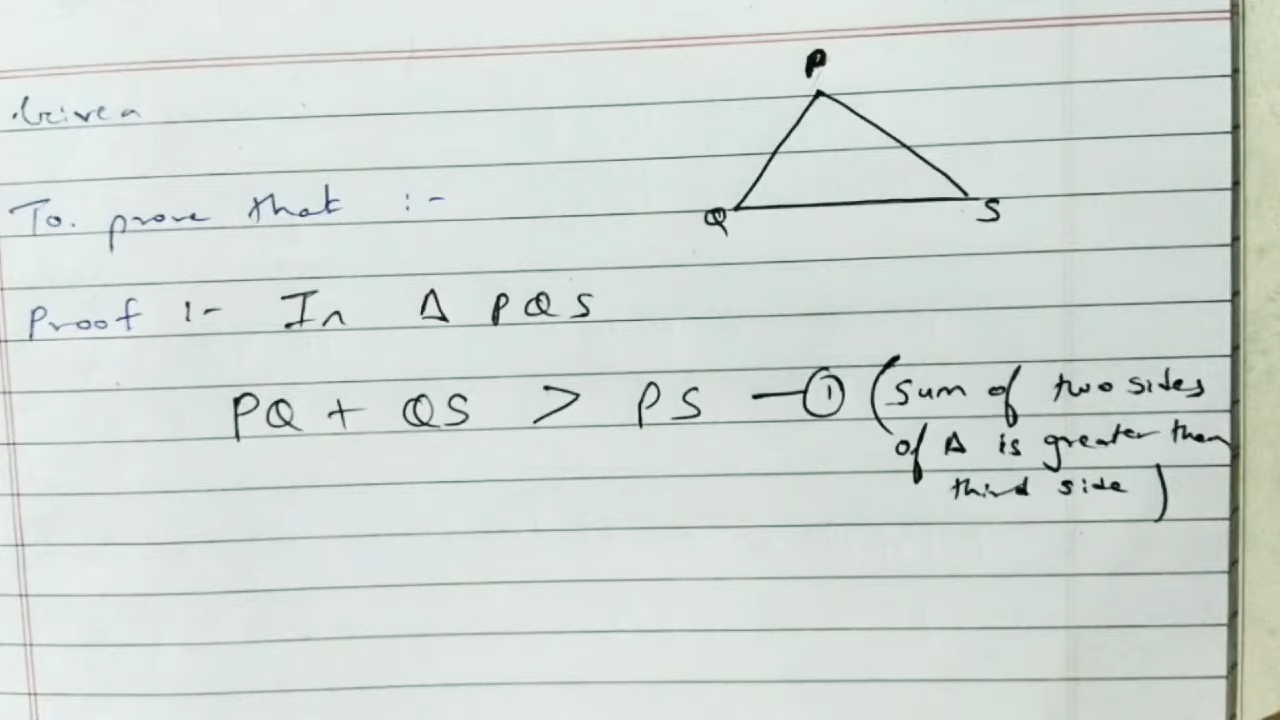 P
Given
Q
S
To. prove that :-
Proof :- In Δ PQS
PQ + QS > PS —① (sum of two sides
of Δ is greater than
third side)